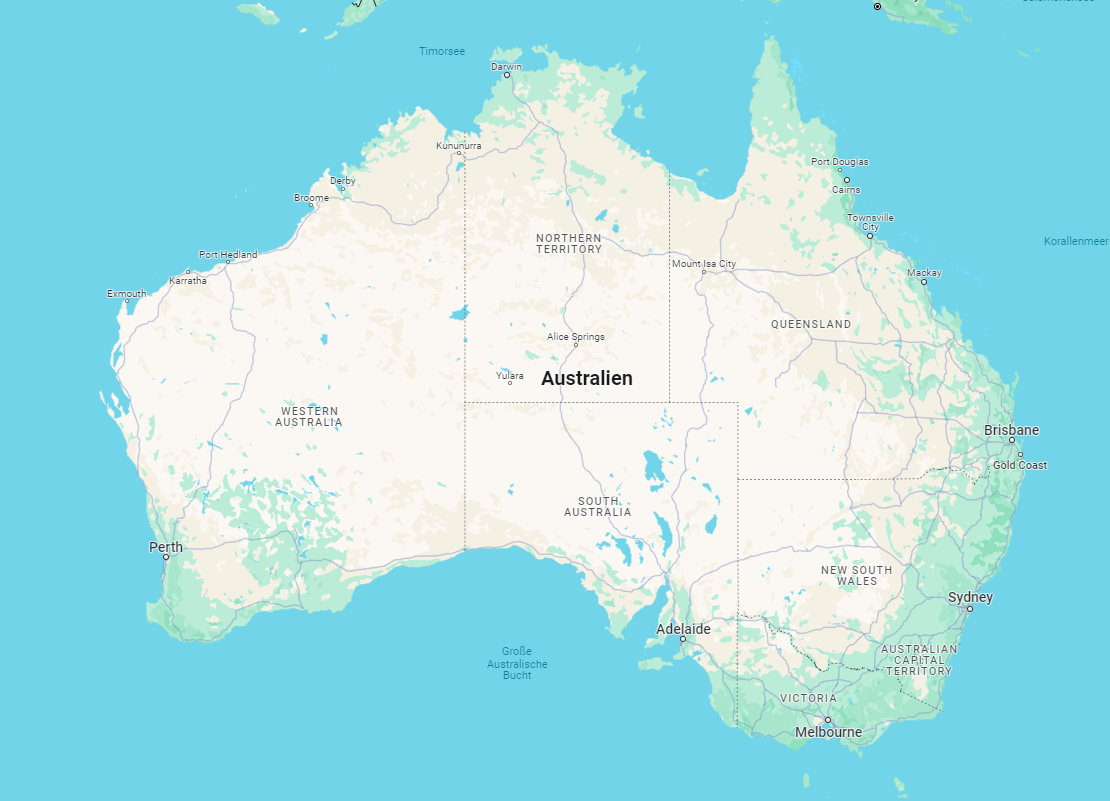 Timorsee
Darwin
Kununurra
Port Douglas
Derby
Cairns
Broome
Townsville
City
Korallenmeer
NORTHERN
TERRITORY
Port Hedland
Mount Isa City
Karratha
Mackay
Exmouth
QUEENSLAND
Alice Springs
Yulara
Australien
WESTERN
AUSTRALIA
Brisbane
Gold Coast
SOUTH
AUSTRALIA
Perth
NEW SOUTH
WALES
Sydney
Adelaide
Große
Australische
Bucht
AUSTRALIAN
CAPITAL
TERRITORY
VICTORIA
Melbourne